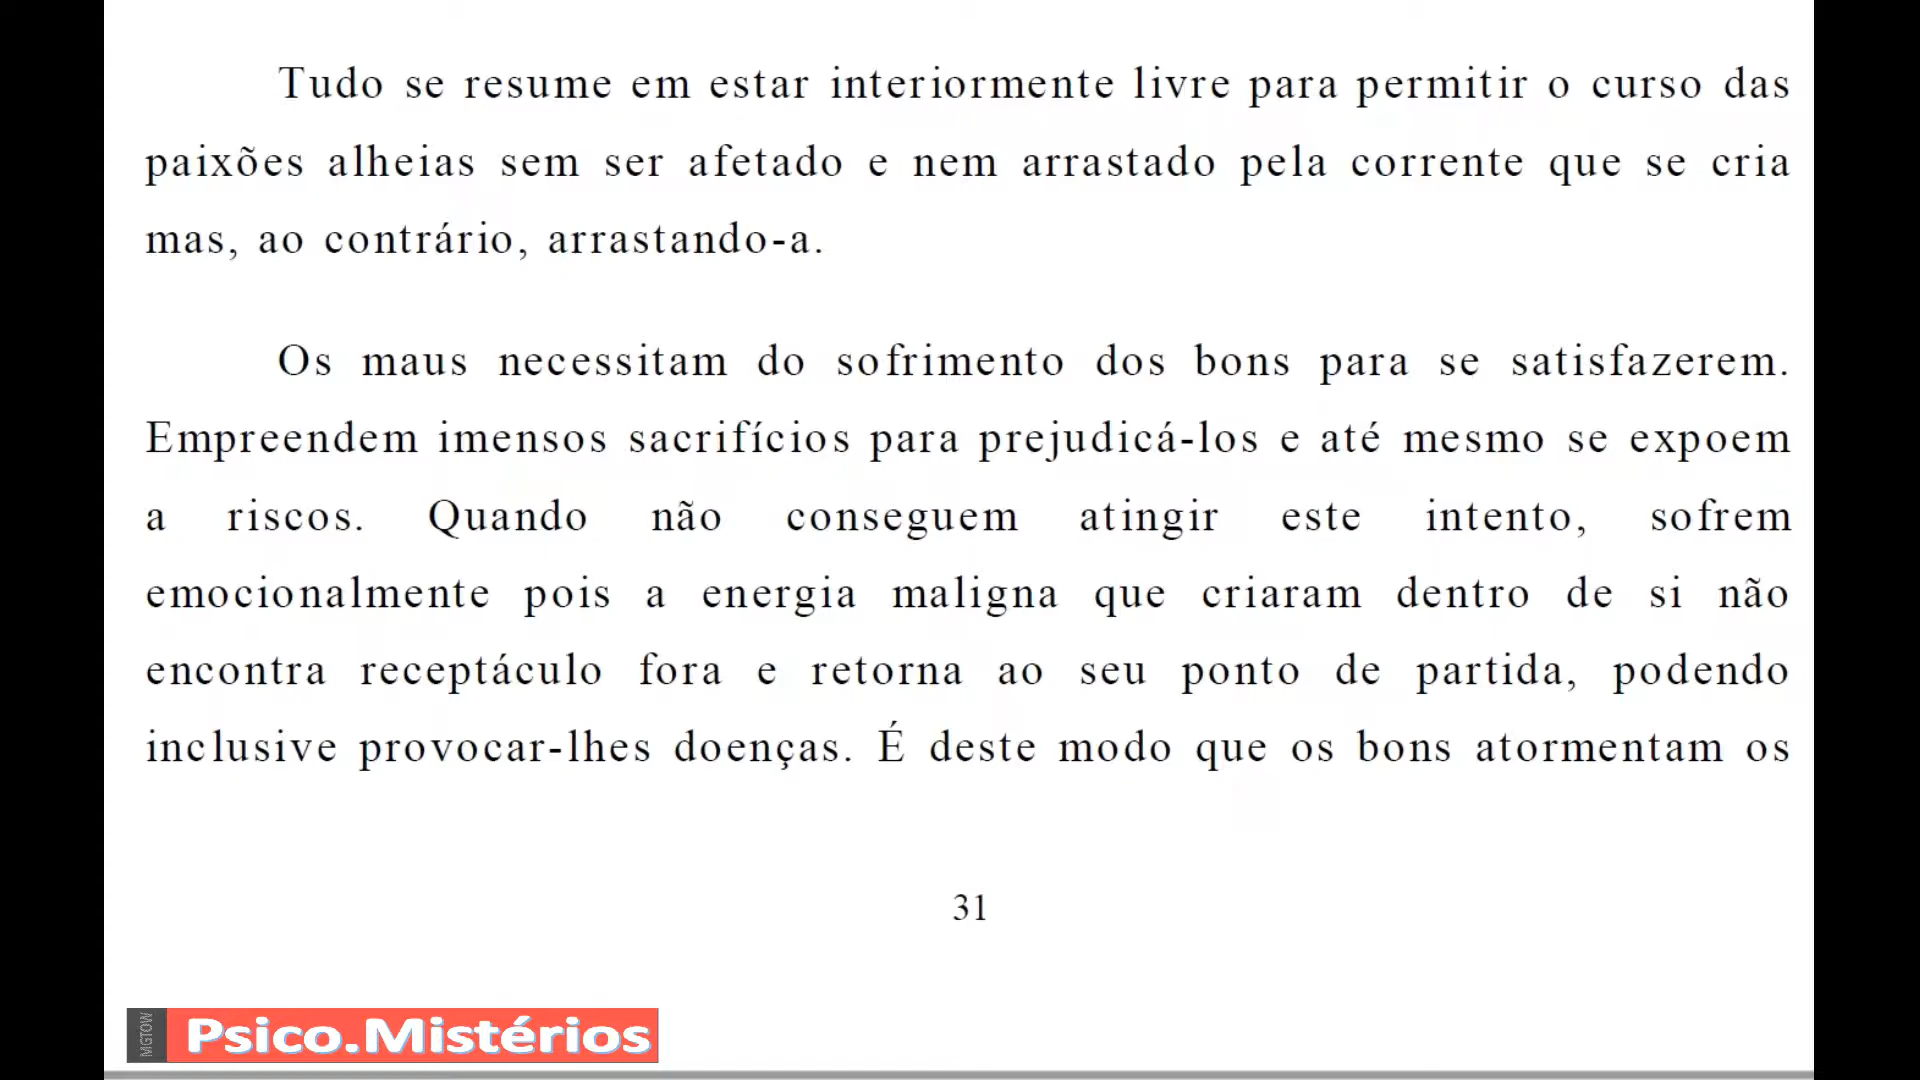 Tudo se resume em estar interiormente livre para permitir o curso das
paixões alheias sem ser afetado e nem arrastado pela corrente que se cria
mas, ao contrário, arrastando-a.
Os maus necessitam do sofrimento dos bons para se satisfazerem.
Empreendem imensos sacrifícios para prejudicá-los e até mesmo se expoem
a riscos. Quando não conseguem atingir este intento, sofrem
emocionalmente pois a energia maligna que criaram dentro de si não
encontra receptáculo fora e retorna ao seu ponto de partida, podendo
inclusive provocar-lhes doenças. É deste modo que os bons atormentam os
31
MGTOW
Psico.Mistérios